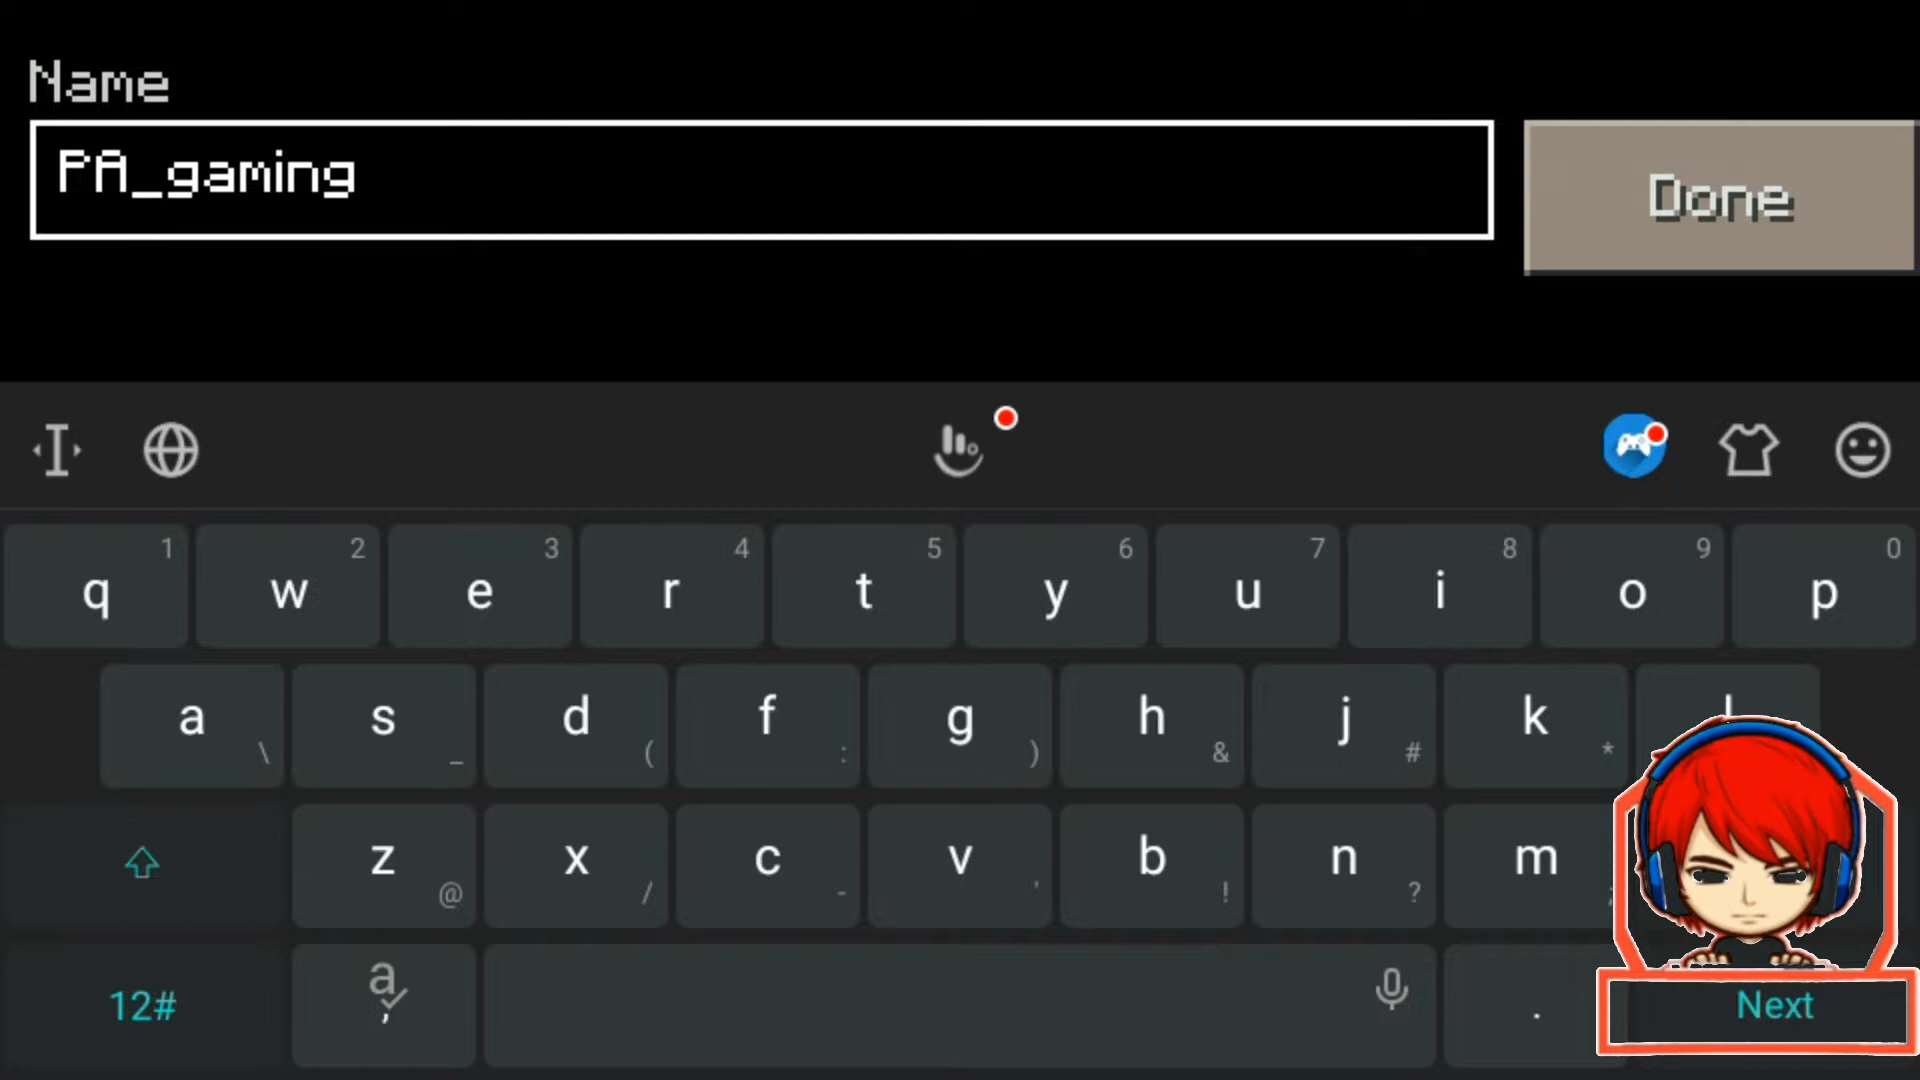 Name
PA_gaming
Done
1 2 3 4 5 6 7 8 9 0
q w e r t y u i o p
a s d f g h j k
\ _ ( : ) & # *
z x c v b n m
@ / - ' ! ?
12# a , . Next